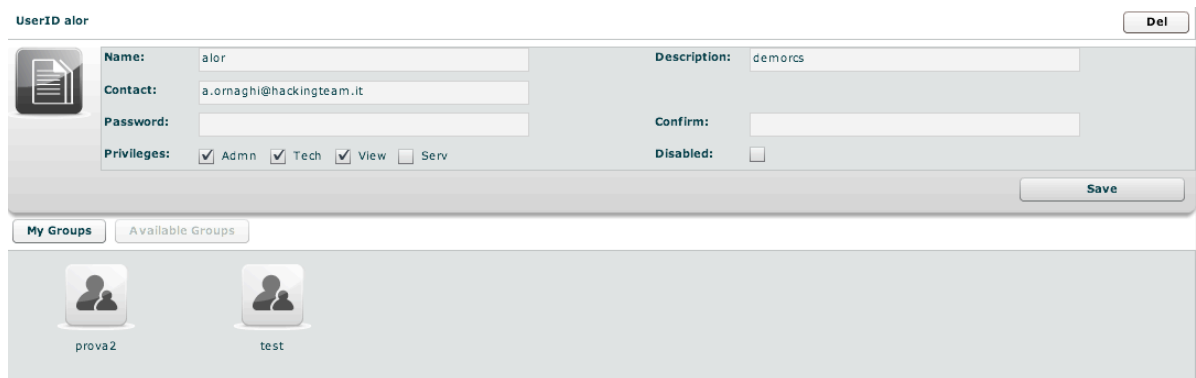 UserID alor Del
Name: alor Description: demorcs
Contact: a.ornaghi@hackingteam.it
Password: Confirm:
Privileges: Admn Tech View Serv Disabled:
Save
My Groups Available Groups
prova2 test